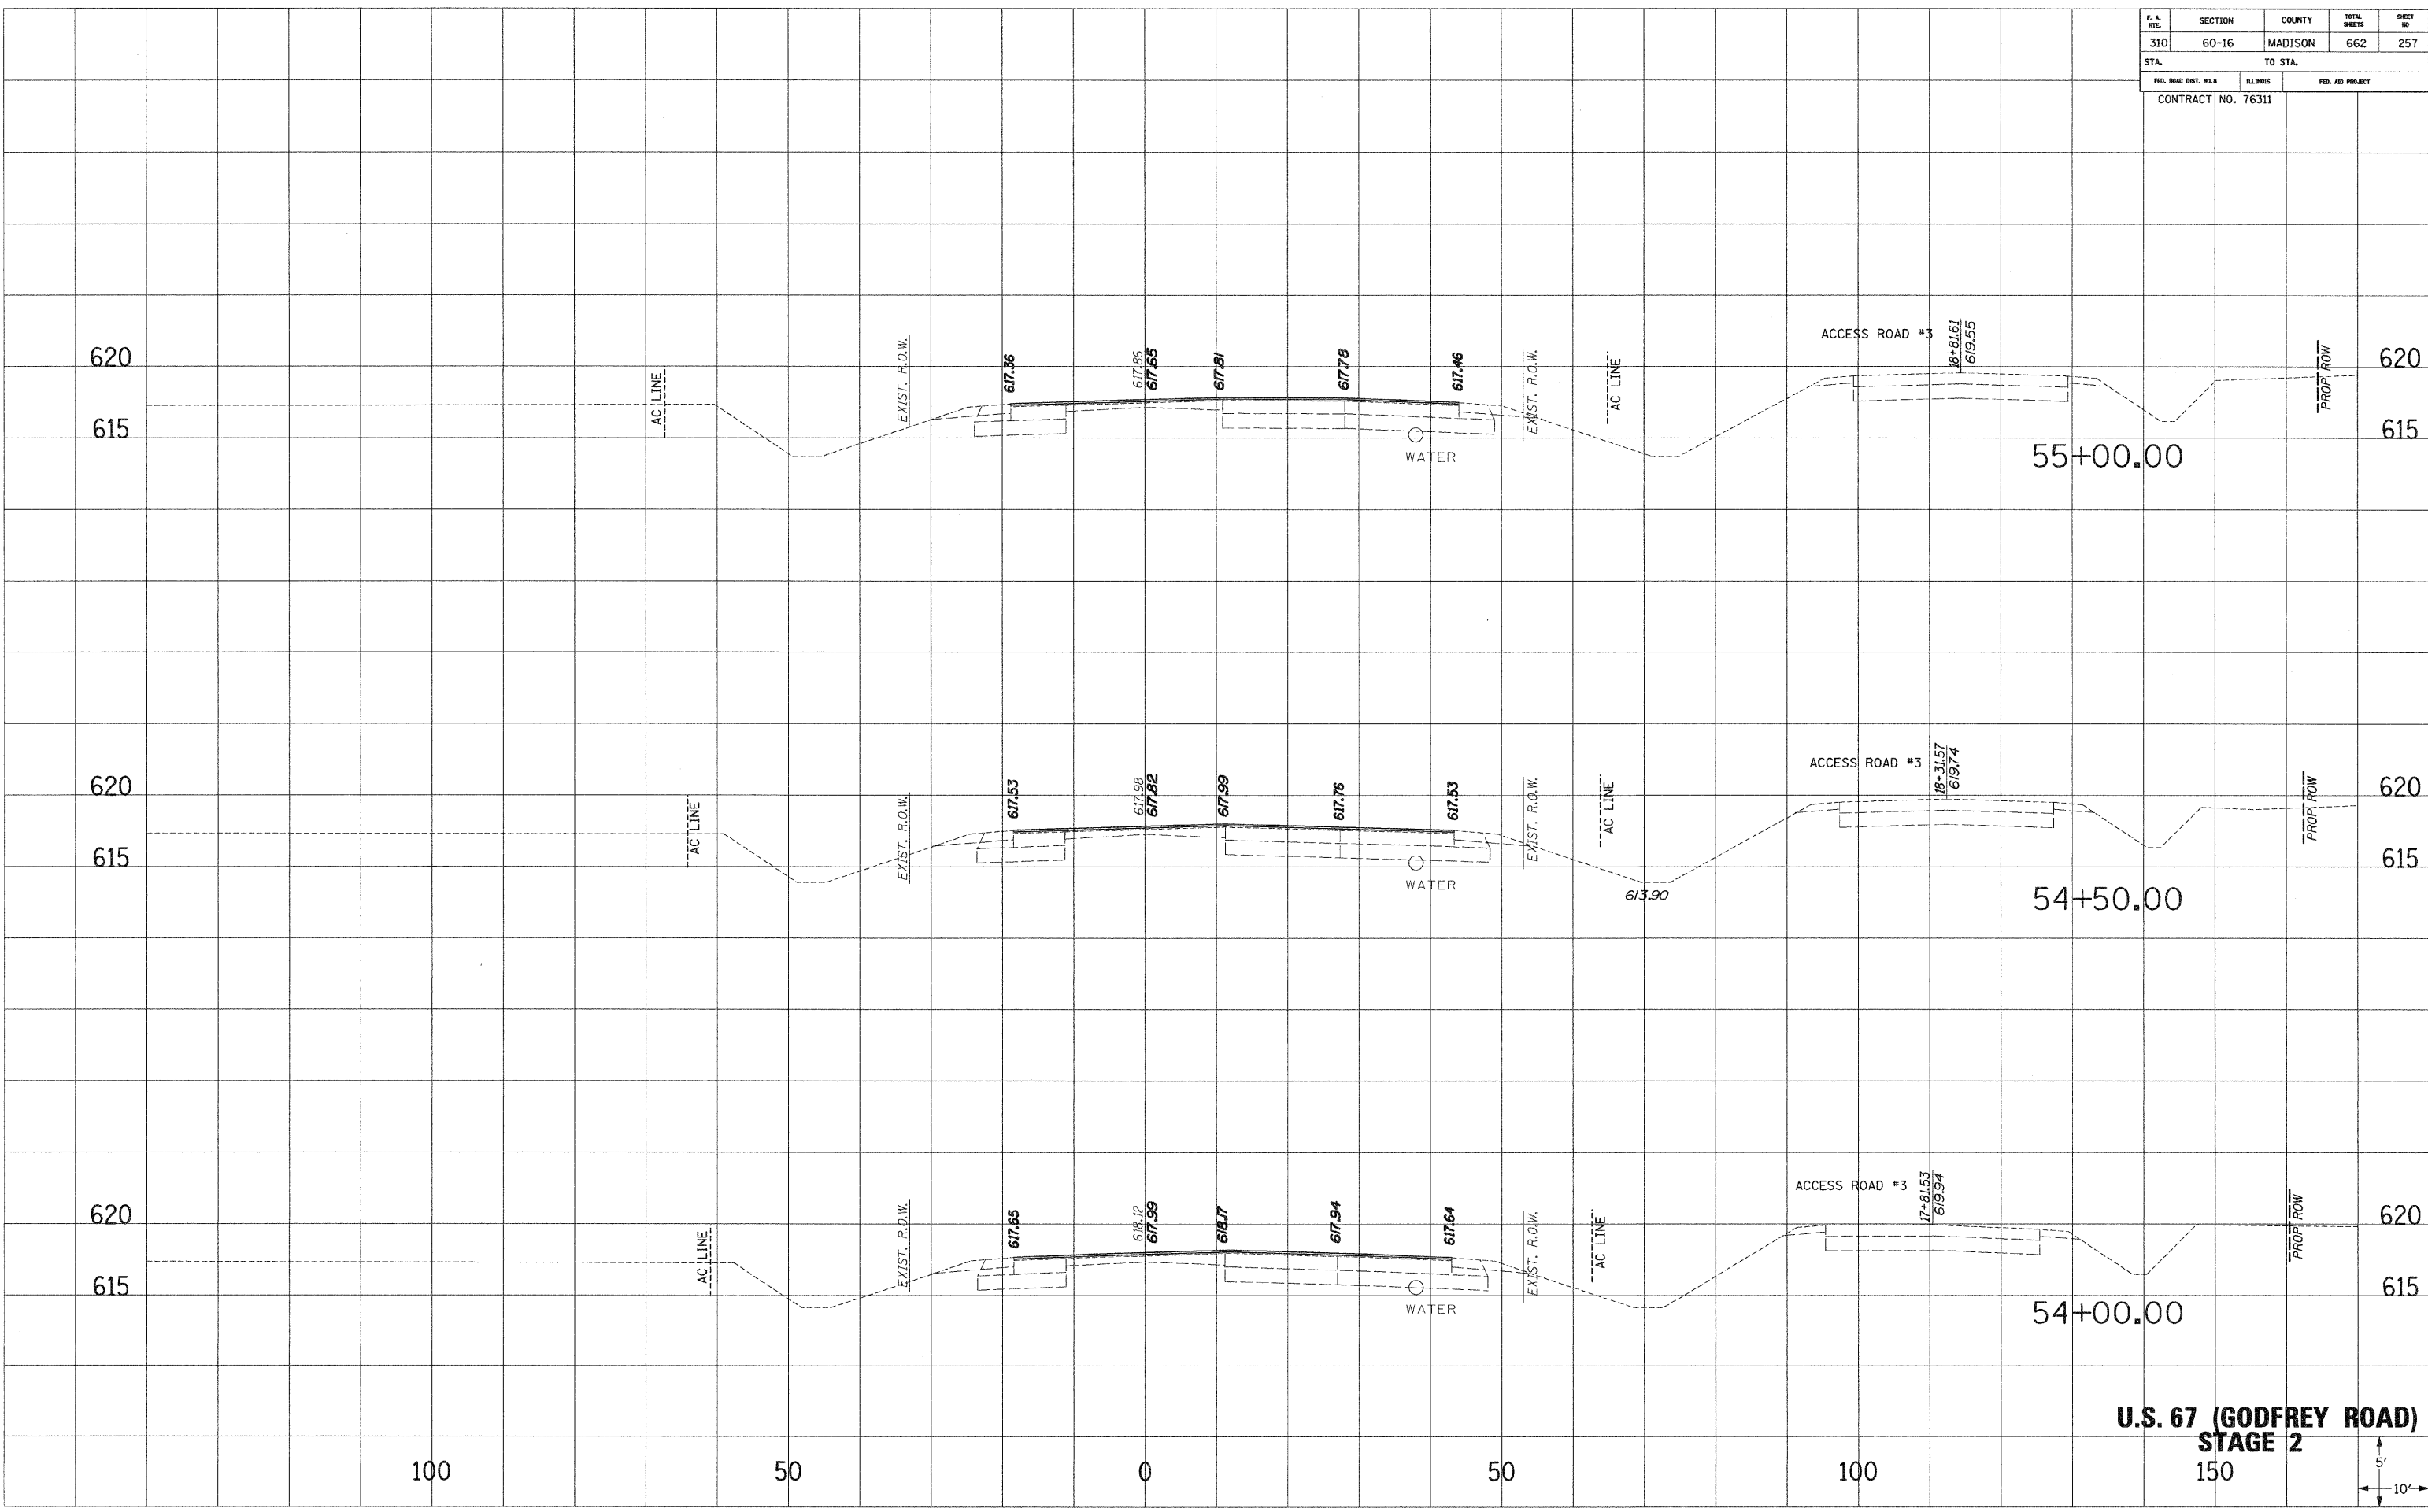 F. A. RTE. SECTION COUNTY TOTAL SHEETS SHEET NO
310 60-16 MADISON 662 257
STA. TO STA.
FED. ROAD DIST. NO. 8 ILLINOIS FED. AID PROJECT
CONTRACT NO. 76311
ACCESS ROAD #3
18+81.61
619.55
620
AC LINE
EXIST. R.O.W.
617.36
617.86
617.65
617.81
617.78
617.46
EXIST. R.O.W.
AC LINE
PROP. ROW
620
615
WATER
615
55+00.00
ACCESS ROAD #3
18+31.57
619.74
620
AC LINE
EXIST. R.O.W.
617.53
617.98
617.82
617.99
617.76
617.53
EXIST. R.O.W.
AC LINE
PROP. ROW
620
615
WATER
613.90
615
54+50.00
ACCESS ROAD #3
17+81.53
619.94
620
AC LINE
EXIST. R.O.W.
617.65
618.12
617.99
618.17
617.94
617.64
EXIST. R.O.W.
AC LINE
PROP. ROW
620
615
WATER
615
54+00.00
U.S. 67 (GODFREY ROAD)
STAGE 2
100 50 0 50 100 150
5'
10'